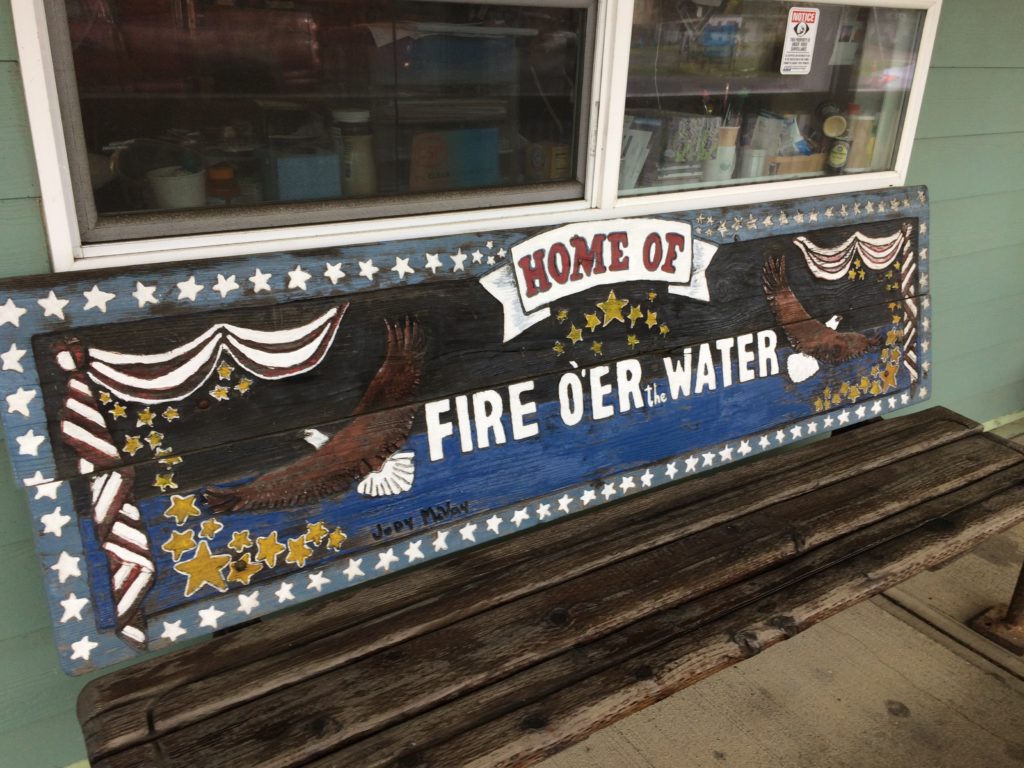 NOTICE
HOME OF
FIRE O'ER the WATER
JODY McVAY